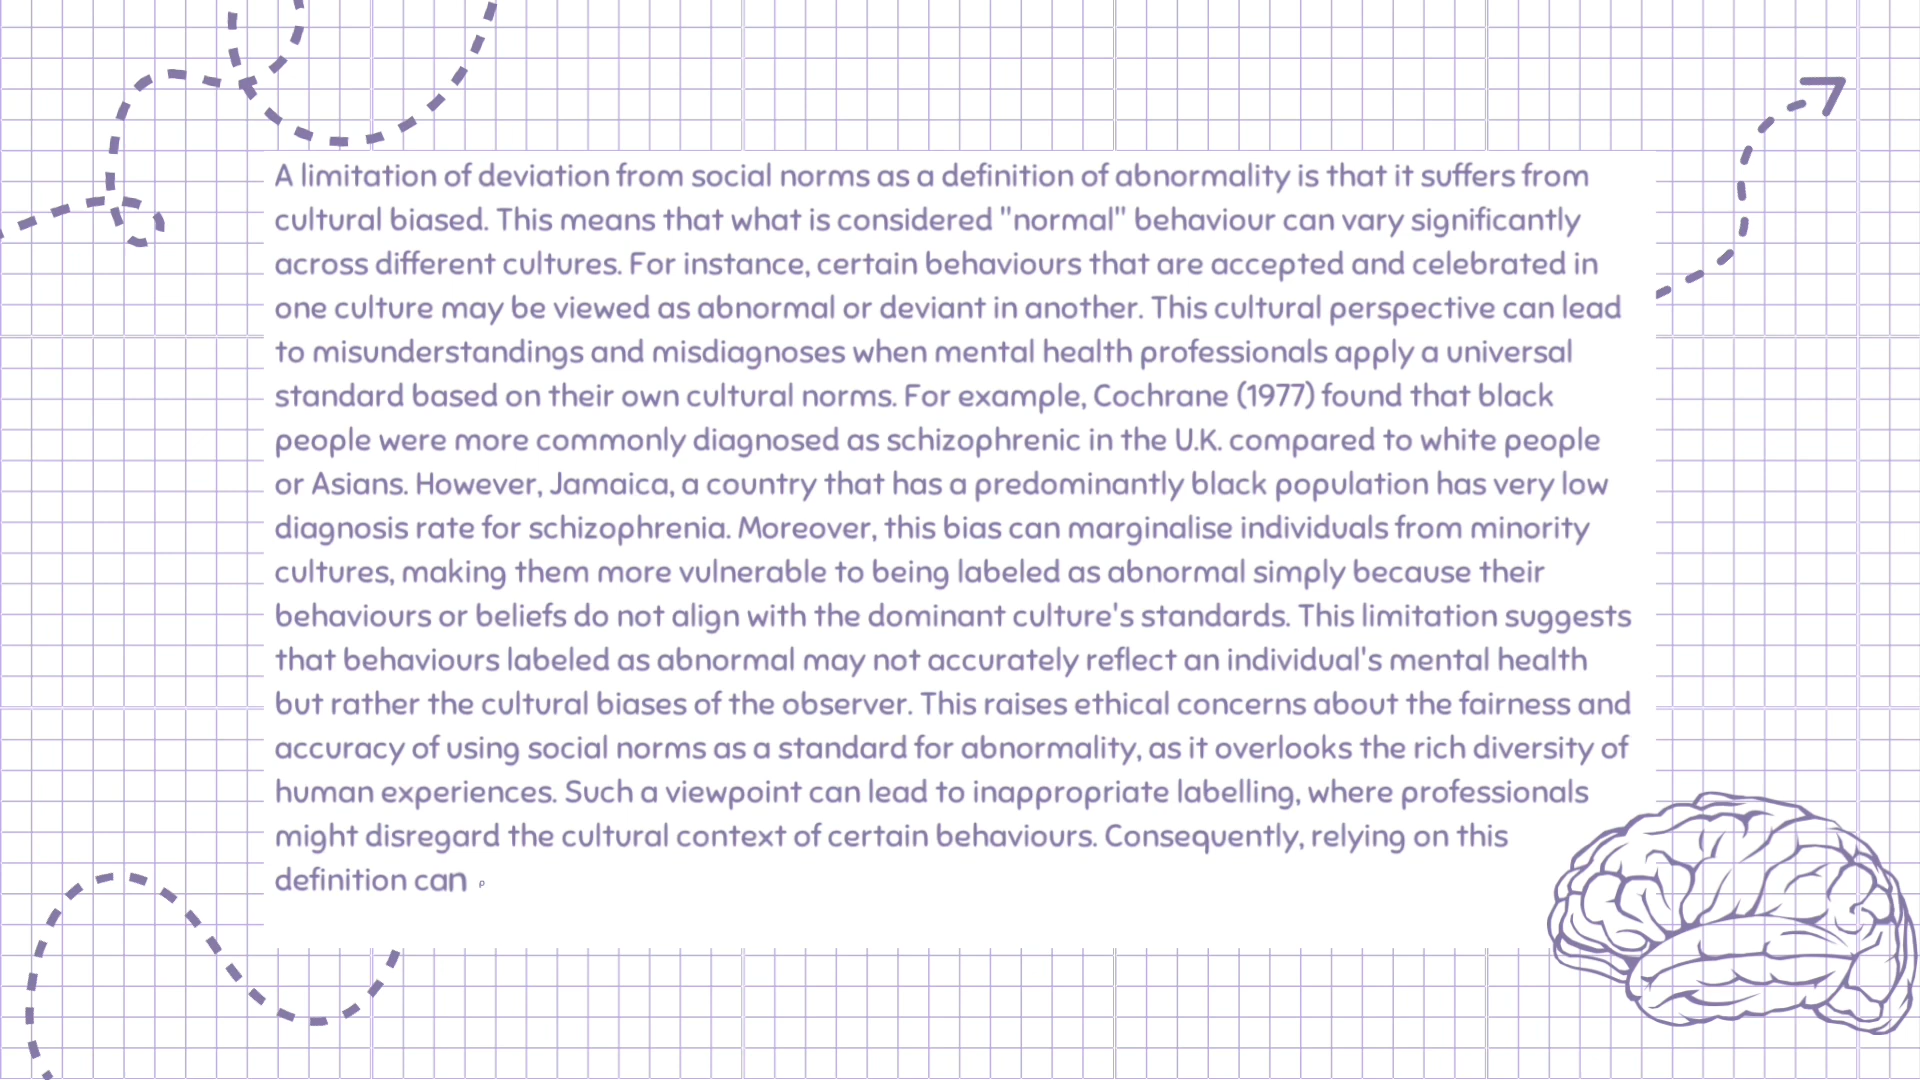 A limitation of deviation from social norms as a definition of abnormality is that it suffers from
cultural biased. This means that what is considered "normal" behaviour can vary significantly
across different cultures. For instance, certain behaviours that are accepted and celebrated in
one culture may be viewed as abnormal or deviant in another. This cultural perspective can lead
to misunderstandings and misdiagnoses when mental health professionals apply a universal
standard based on their own cultural norms. For example, Cochrane (1977) found that black
people were more commonly diagnosed as schizophrenic in the U.K. compared to white people
or Asians. However, Jamaica, a country that has a predominantly black population has very low
diagnosis rate for schizophrenia. Moreover, this bias can marginalise individuals from minority
cultures, making them more vulnerable to being labeled as abnormal simply because their
behaviours or beliefs do not align with the dominant culture's standards. This limitation suggests
that behaviours labeled as abnormal may not accurately reflect an individual's mental health
but rather the cultural biases of the observer. This raises ethical concerns about the fairness and
accuracy of using social norms as a standard for abnormality, as it overlooks the rich diversity of
human experiences. Such a viewpoint can lead to inappropriate labelling, where professionals
might disregard the cultural context of certain behaviours. Consequently, relying on this
definition can p